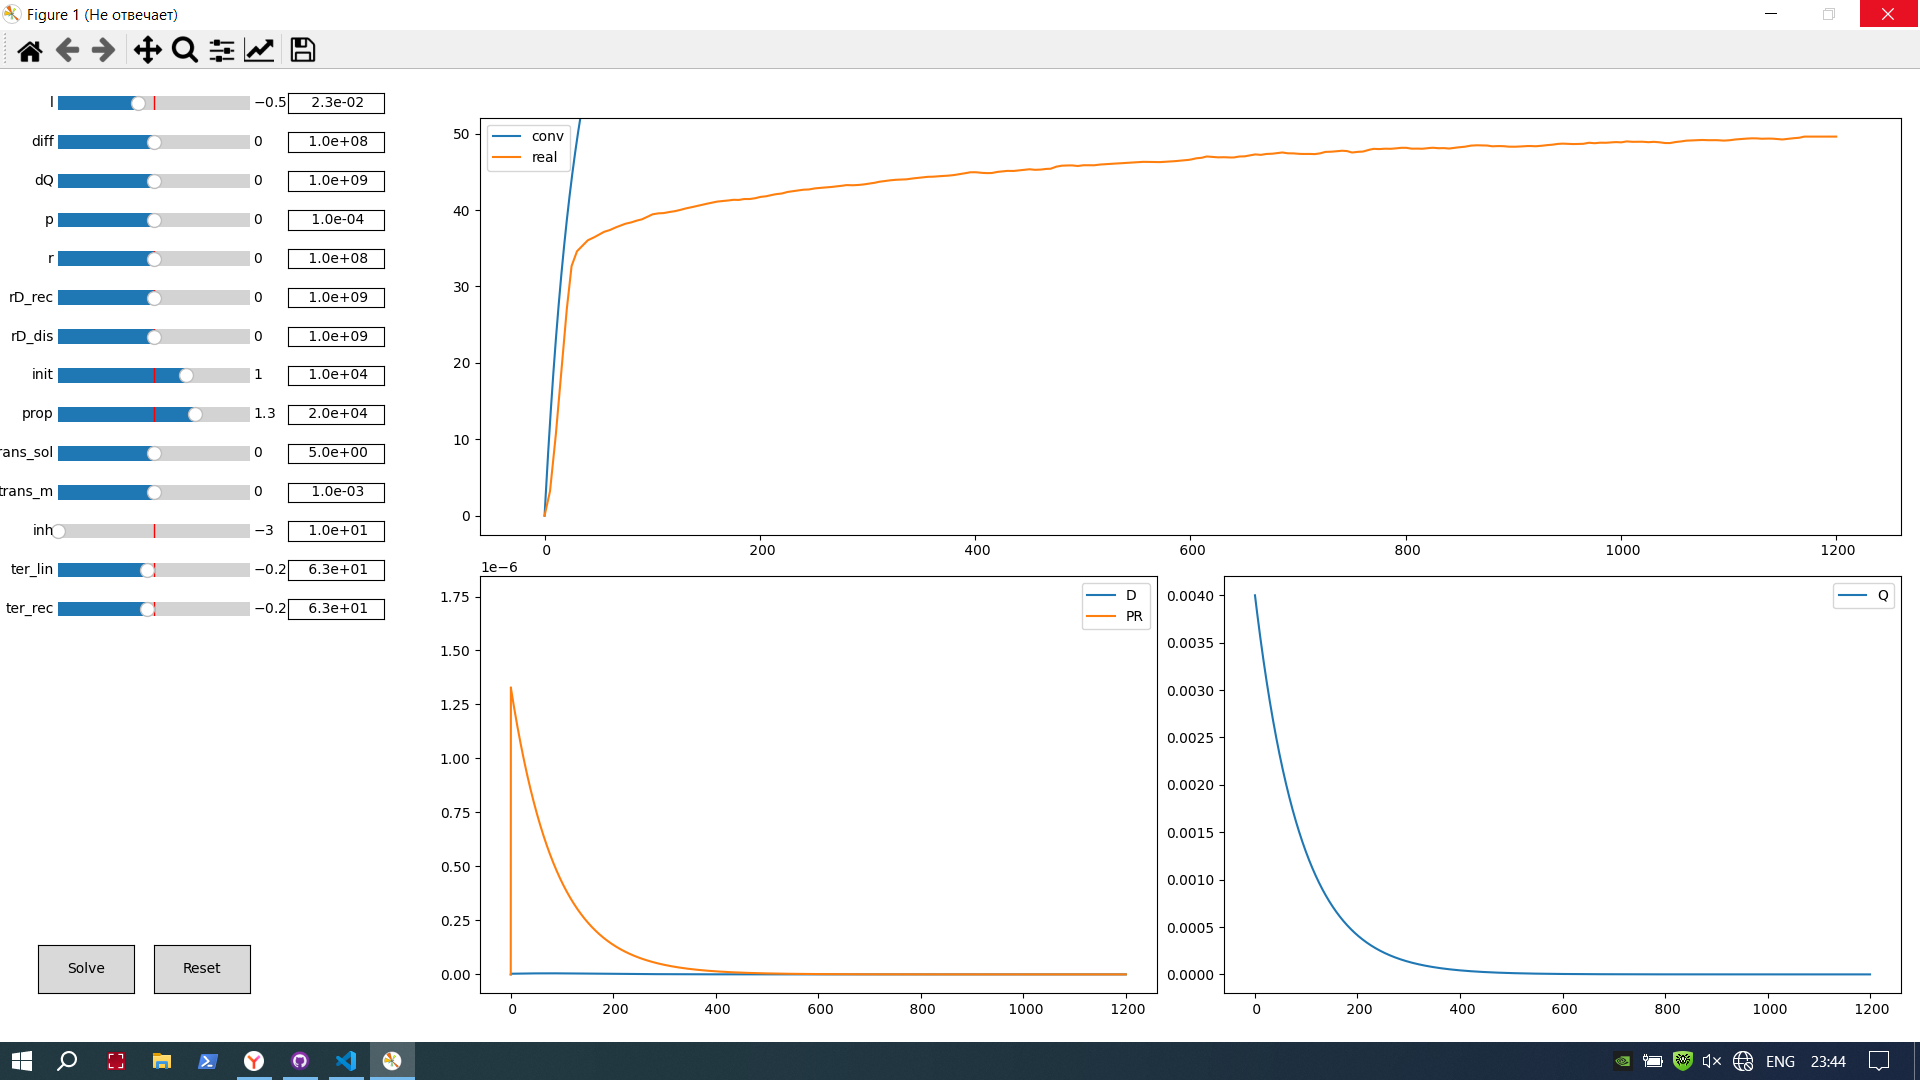 Figure 1 (Не отвечает)
l −0.5 2.3e-02
diff 0 1.0e+08
dQ 0 1.0e+09
p 0 1.0e-04
r 0 1.0e+08
rD_rec 0 1.0e+09
rD_dis 0 1.0e+09
init 1 1.0e+04
prop 1.3 2.0e+04
rans_sol 0 5.0e+00
trans_m 0 1.0e-03
inh −3 1.0e+01
ter_lin −0.2 6.3e+01
ter_rec −0.2 6.3e+01
Solve Reset
conv
real
50
40
30
20
10
0
0 200 400 600 800 1000 1200
1e−6
D
PR
1.75
1.50
1.25
1.00
0.75
0.50
0.25
0.00
0 200 400 600 800 1000 1200
Q
0.0040
0.0035
0.0030
0.0025
0.0020
0.0015
0.0010
0.0005
0.0000
0 200 400 600 800 1000 1200
ENG 23:44